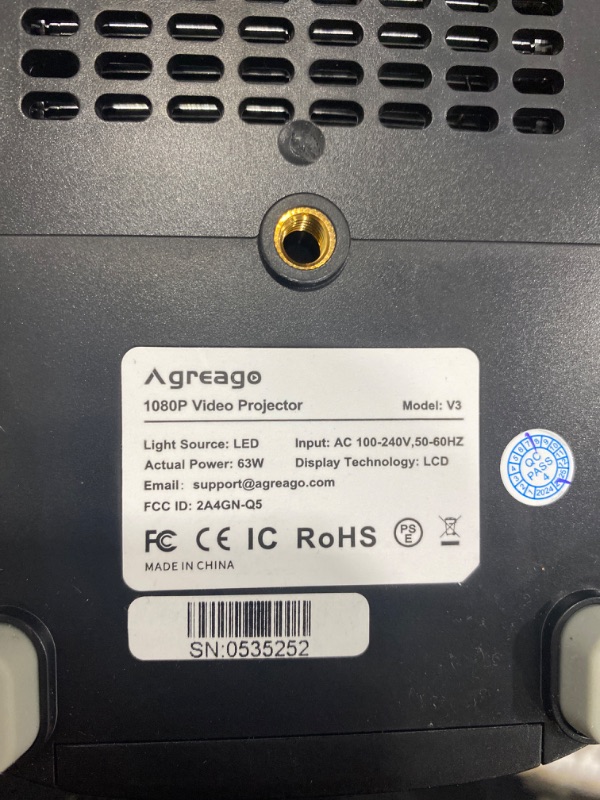 Agreago
1080P Video Projector Model: V3
Light Source: LED Input: AC 100-240V,50-60HZ
Actual Power: 63W Display Technology: LCD
Email: support@agreago.com
FCC ID: 2A4GN-Q5
FC CE IC RoHS PS E
MADE IN CHINA
SN:0535252
QC
PASS
4
2024